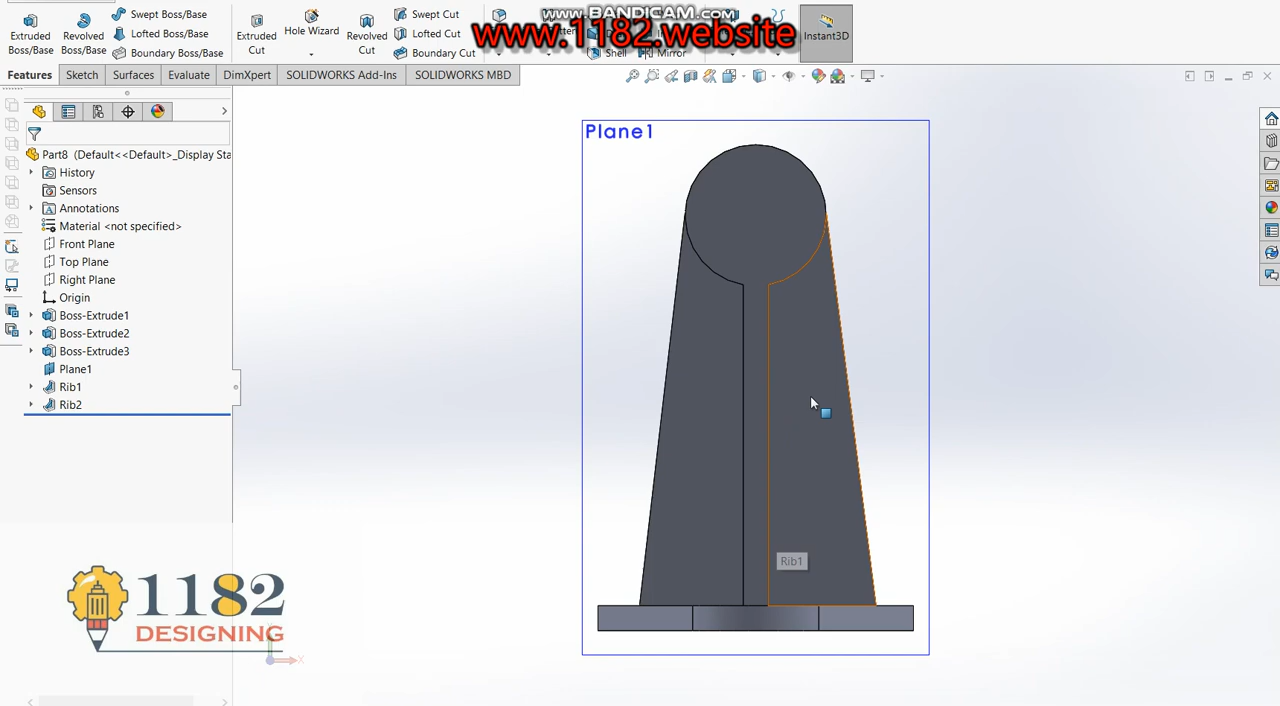 www.BANDICAM.com
www.1182.website
Extruded Boss/Base
Revolved Boss/Base
Swept Boss/Base
Lofted Boss/Base
Boundary Boss/Base
Extruded Cut
Hole Wizard
Revolved Cut
Swept Cut
Lofted Cut
Boundary Cut
Shell
Mirror
Instant3D
Features
Sketch
Surfaces
Evaluate
DimXpert
SOLIDWORKS Add-Ins
SOLIDWORKS MBD
Part8 (Default<<Default>_Display Sta
History
Sensors
Annotations
Material <not specified>
Front Plane
Top Plane
Right Plane
Origin
Boss-Extrude1
Boss-Extrude2
Boss-Extrude3
Plane1
Rib1
Rib2
Plane1
Rib1
1182
DESIGNING
X